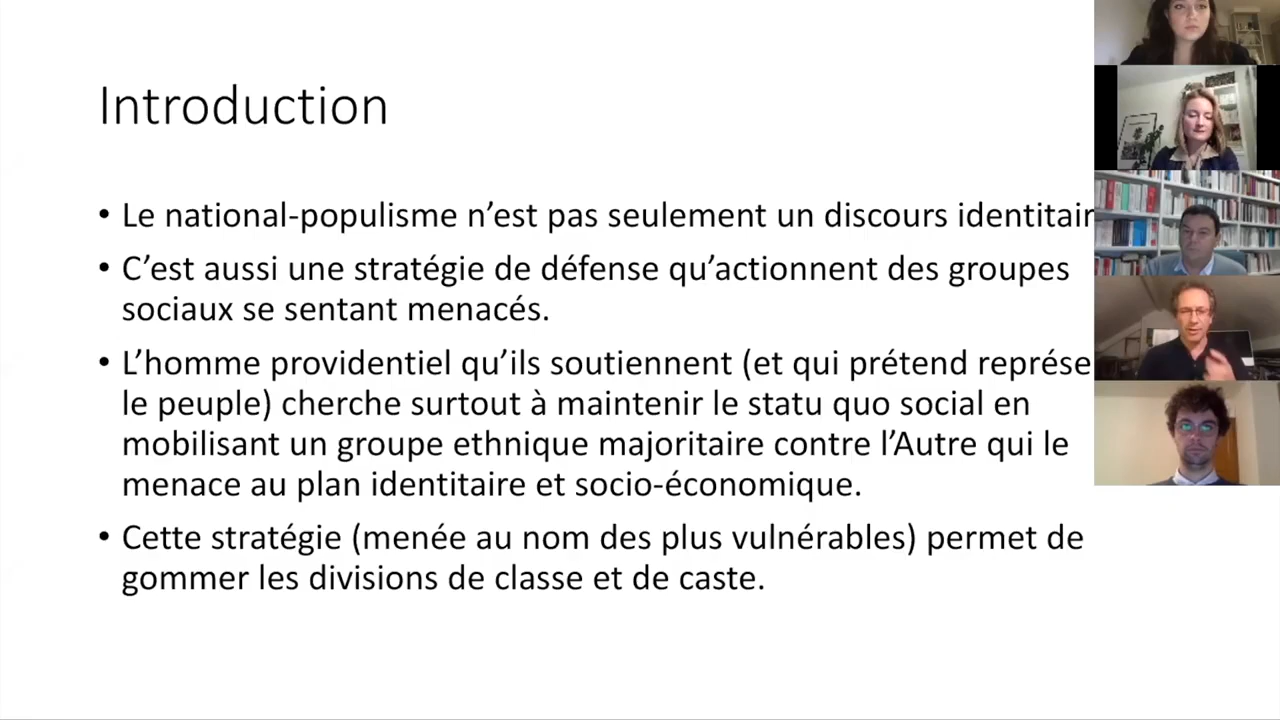 Introduction
• Le national-populisme n’est pas seulement un discours identitair
• C’est aussi une stratégie de défense qu’actionnent des groupes
sociaux se sentant menacés.
• L’homme providentiel qu’ils soutiennent (et qui prétend représe
le peuple) cherche surtout à maintenir le statu quo social en
mobilisant un groupe ethnique majoritaire contre l’Autre qui le
menace au plan identitaire et socio-économique.
• Cette stratégie (menée au nom des plus vulnérables) permet de
gommer les divisions de classe et de caste.